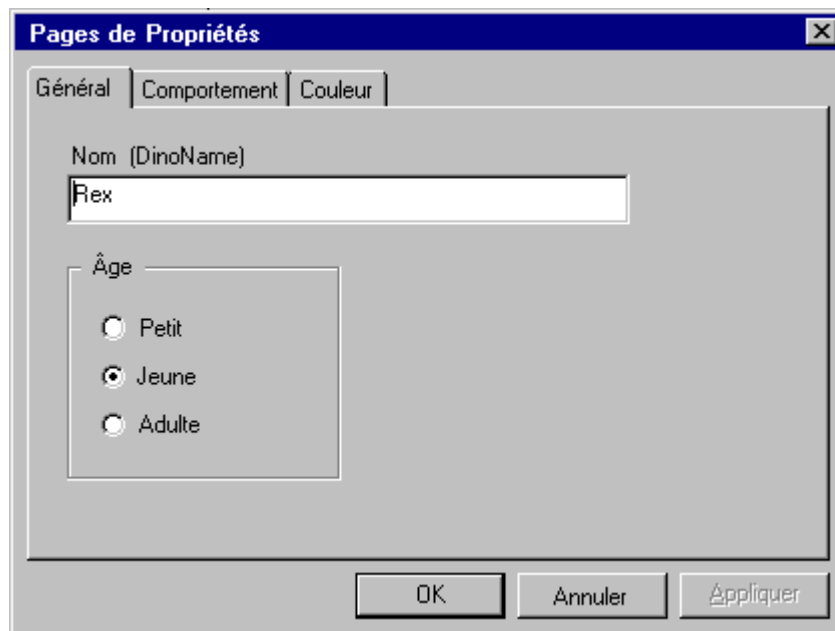 Pages de Propriétés
Général Comportement Couleur
Nom (DinoName)
Rex
Âge
Petit
Jeune
Adulte
OK Annuler Appliquer